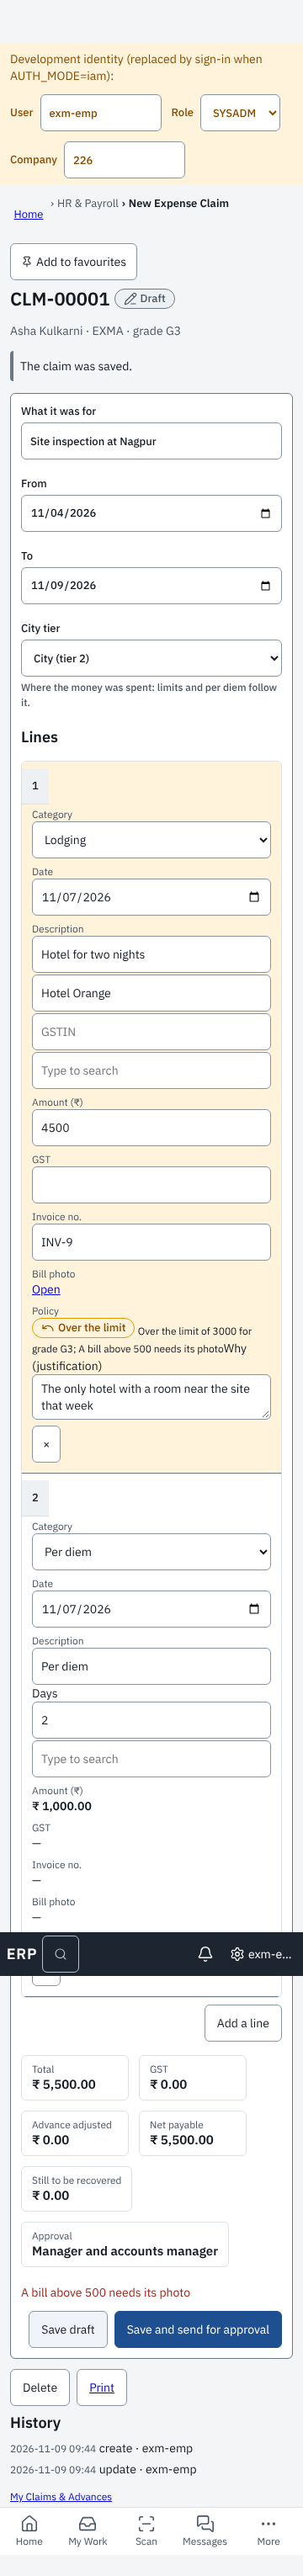 Development identity (replaced by sign-in when
AUTH_MODE=iam):
User exm-emp Role SYSADM
Company 226
Home › HR & Payroll › New Expense Claim
Add to favourites
CLM-00001 Draft
Asha Kulkarni · EXMA · grade G3
The claim was saved.
What it was for
Site inspection at Nagpur
From
11/04/2026
To
11/09/2026
City tier
City (tier 2)
Where the money was spent: limits and per diem follow
it.
Lines
1
Category
Lodging
Date
11/07/2026
Description
Hotel for two nights
Hotel Orange
GSTIN
Type to search
Amount (₹)
4500
GST
Invoice no.
INV-9
Bill photo
Open
Policy
Over the limit Over the limit of 3000 for
grade G3; A bill above 500 needs its photoWhy
(justification)
The only hotel with a room near the site
that week
×
2
Category
Per diem
Date
11/07/2026
Description
Per diem
Days
2
Type to search
Amount (₹)
₹ 1,000.00
GST
—
Invoice no.
—
Bill photo
—
ERP exm-e...
Add a line
Total GST
₹ 5,500.00 ₹ 0.00
Advance adjusted Net payable
₹ 0.00 ₹ 5,500.00
Still to be recovered
₹ 0.00
Approval
Manager and accounts manager
A bill above 500 needs its photo
Save draft Save and send for approval
Delete Print
History
2026-11-09 09:44 create · exm-emp
2026-11-09 09:44 update · exm-emp
My Claims & Advances
Home My Work Scan Messages More